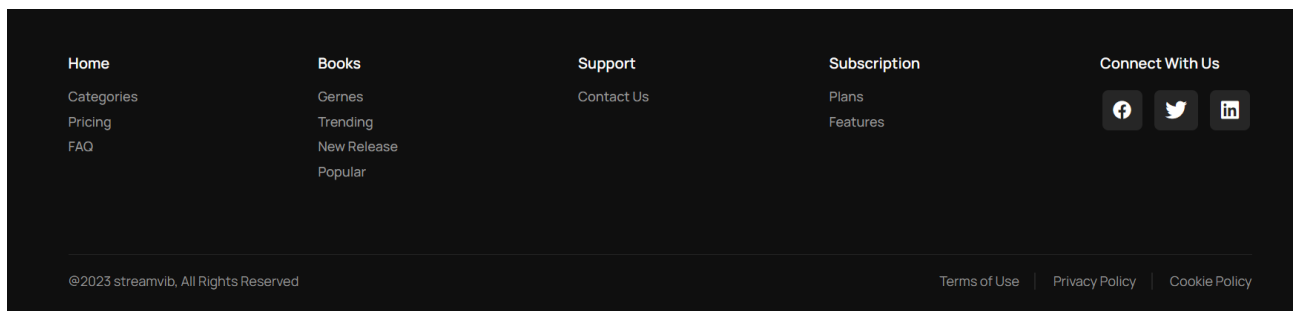 Home
Categories
Pricing
FAQ
Books
Gernes
Trending
New Release
Popular
Support
Contact Us
Subscription
Plans
Features
Connect With Us
@2023 streamvib, All Rights Reserved
Terms of Use
Privacy Policy
Cookie Policy